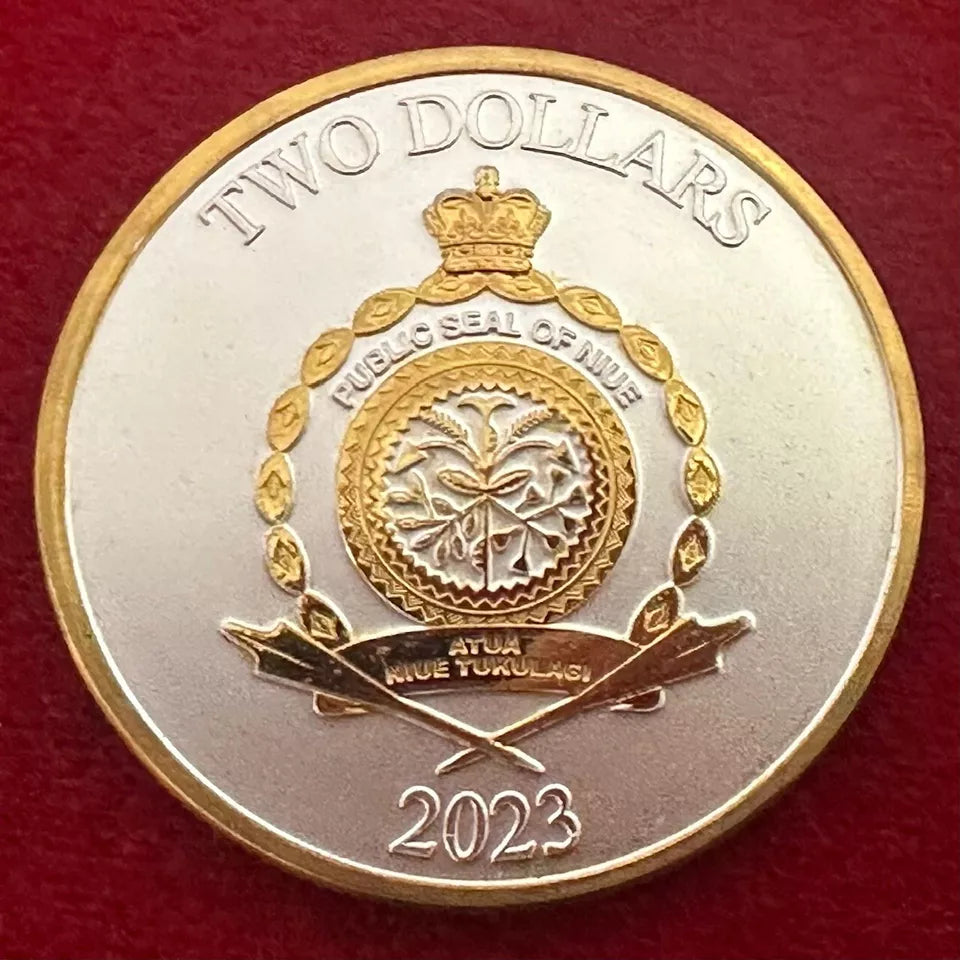 TWO DOLLARS
PUBLIC SEAL OF NIUE
ATUA
NIUE TUKULAGI
2023